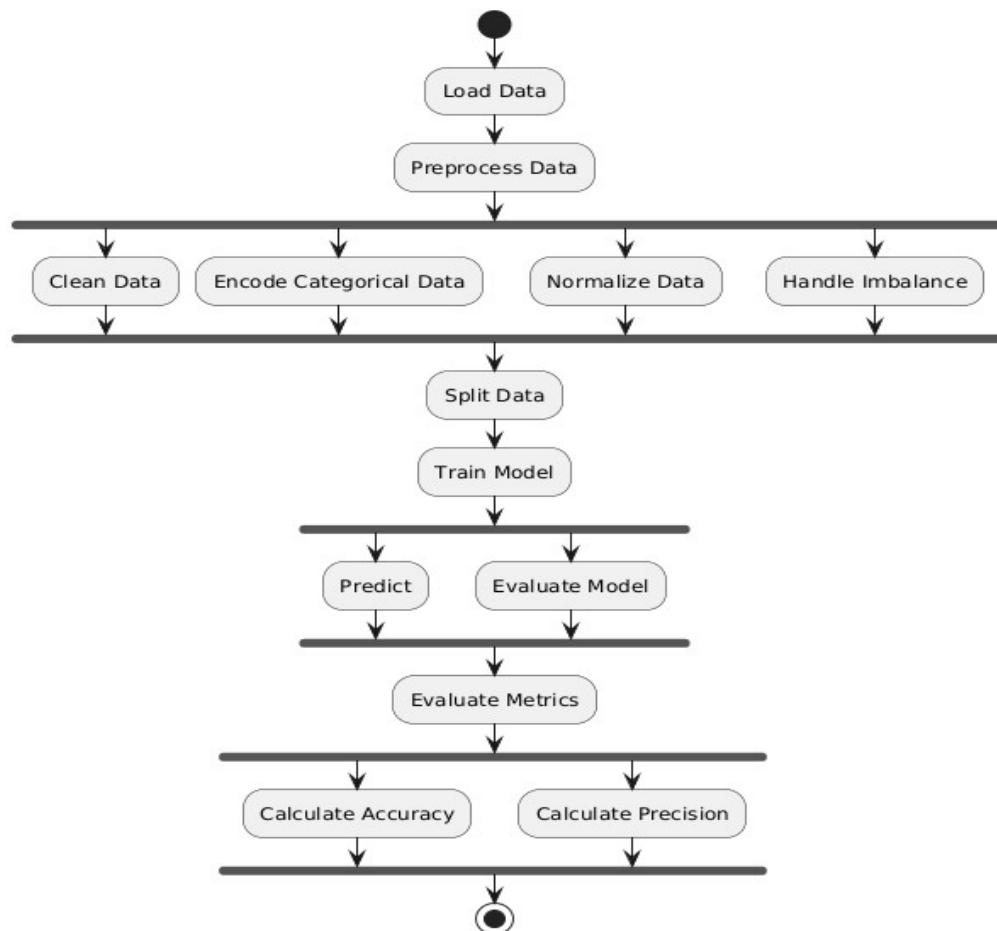 Load Data
Preprocess Data
Clean Data
Encode Categorical Data
Normalize Data
Handle Imbalance
Split Data
Train Model
Predict
Evaluate Model
Evaluate Metrics
Calculate Accuracy
Calculate Precision